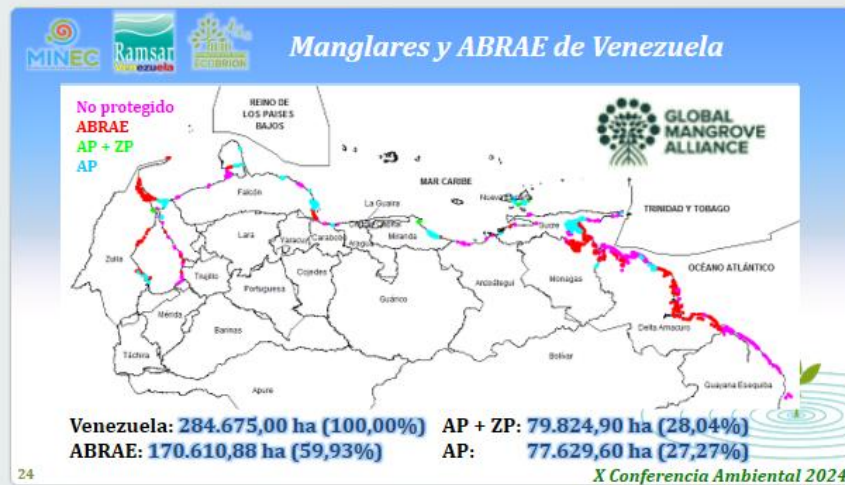 MINEC
Ramsar
Venezuela
ECOBRION
Manglares y ABRAE de Venezuela
No protegido
ABRAE
AP + ZP
AP
REINO DE
LOS PAISES
BAJOS
GLOBAL
MANGROVE
ALLIANCE
MAR CARIBE
TRINIDAD Y TOBAGO
OCÉANO ATLÁNTICO
Falcón
La Guaira
Sucre
Zulia
Lara
Yaracuy
Carabobo
Aragua
Miranda
Trujillo
Cojedes
Portuguesa
Guárico
Anzoátegui
Monagas
Mérida
Barinas
Delta Amacuro
Táchira
Apure
Bolívar
Guayana Esequiba
Venezuela: 284.675,00 ha (100,00%) AP + ZP: 79.824,90 ha (28,04%)
ABRAE: 170.610,88 ha (59,93%) AP: 77.629,60 ha (27,27%)
24
X Conferencia Ambiental 2024